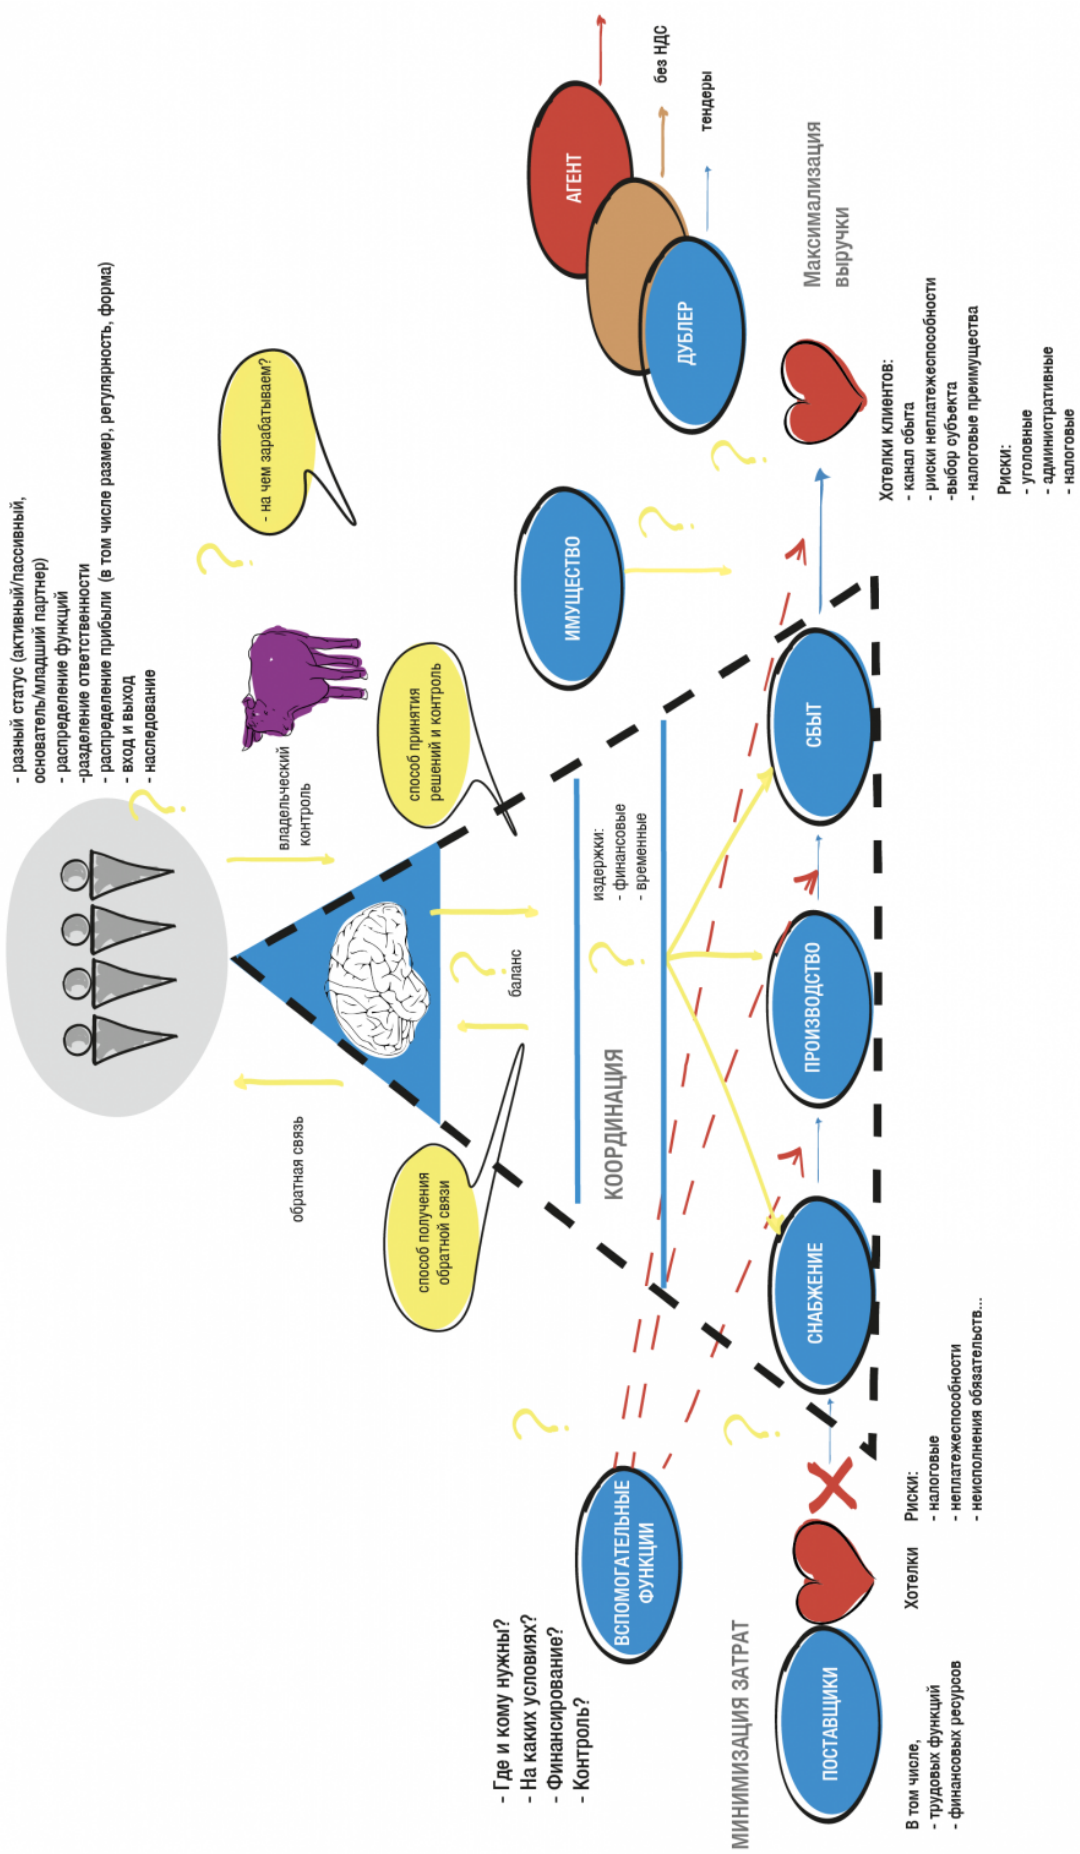 - разный статус (активный/пассивный,
основатель/младший партнер)
- распределение функций
-разделение ответственности
- распределение прибыли (в том числе размер, регулярность, форма)
- вход и выход
- наследование
обратная связь
владельческий
контроль
- на чем зарабатываем?
способ получения
обратной связи
способ принятия
решений и контроль
баланс
- Где и кому нужны?
- На каких условиях?
- Финансирование?
- Контроль?
ВСПОМОГАТЕЛЬНЫЕ
ФУНКЦИИ
КООРДИНАЦИЯ
издержки:
- финансовые
- временные
ИМУЩЕСТВО
АГЕНТ
без НДС
ДУБЛЕР
тендеры
МИНИМИЗАЦИЯ ЗАТРАТ
ПОСТАВЩИКИ
СНАБЖЕНИЕ
ПРОИЗВОДСТВО
СБЫТ
Максимализация
выручки
В том числе,
- трудовых функций
- финансовых ресурсов
Хотелки
Риски:
- налоговые
- неплатежеспособности
- неисполнения обязательств...
Хотелки клиентов:
- канал сбыта
- риски неплатежеспособности
-выбор субъекта
- налоговые преимущества
Риски:
- уголовные
- административные
- налоговые